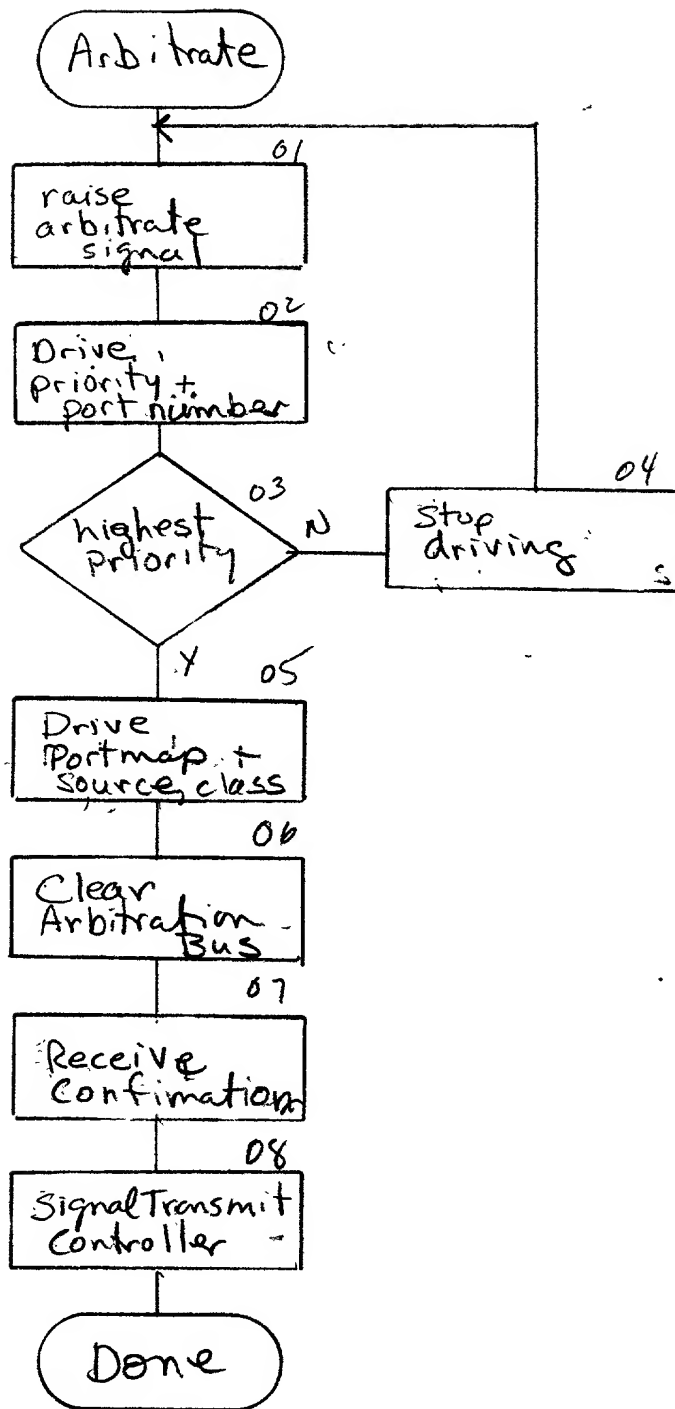 Arbitrate
01
raise
arbitrate
signal
02
Drive
priority +
port number
03
highest
priority
N
04
Stop
driving
Y
05
Drive
Portmap +
source class
06
Clear
Arbitration
Bus
07
Receive
Confimation
08
Signal Transmit
Controller
Done